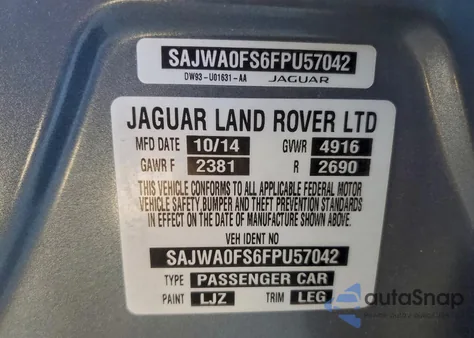 SAJWA0FS6FPU57042
DW93-U01631-AA JAGUAR
JAGUAR LAND ROVER LTD
MFD DATE 10/14 GVWR 4916
GAWR F 2381 R 2690
THIS VEHICLE CONFORMS TO ALL APPLICABLE FEDERAL MOTOR
VEHICLE SAFETY, BUMPER AND THEFT PREVENTION STANDARDS
IN EFFECT ON THE DATE OF MANUFACTURE SHOWN ABOVE.
VEH IDENT NO
SAJWA0FS6FPU57042
TYPE PASSENGER CAR
PAINT LJZ TRIM LEG
autoSnap